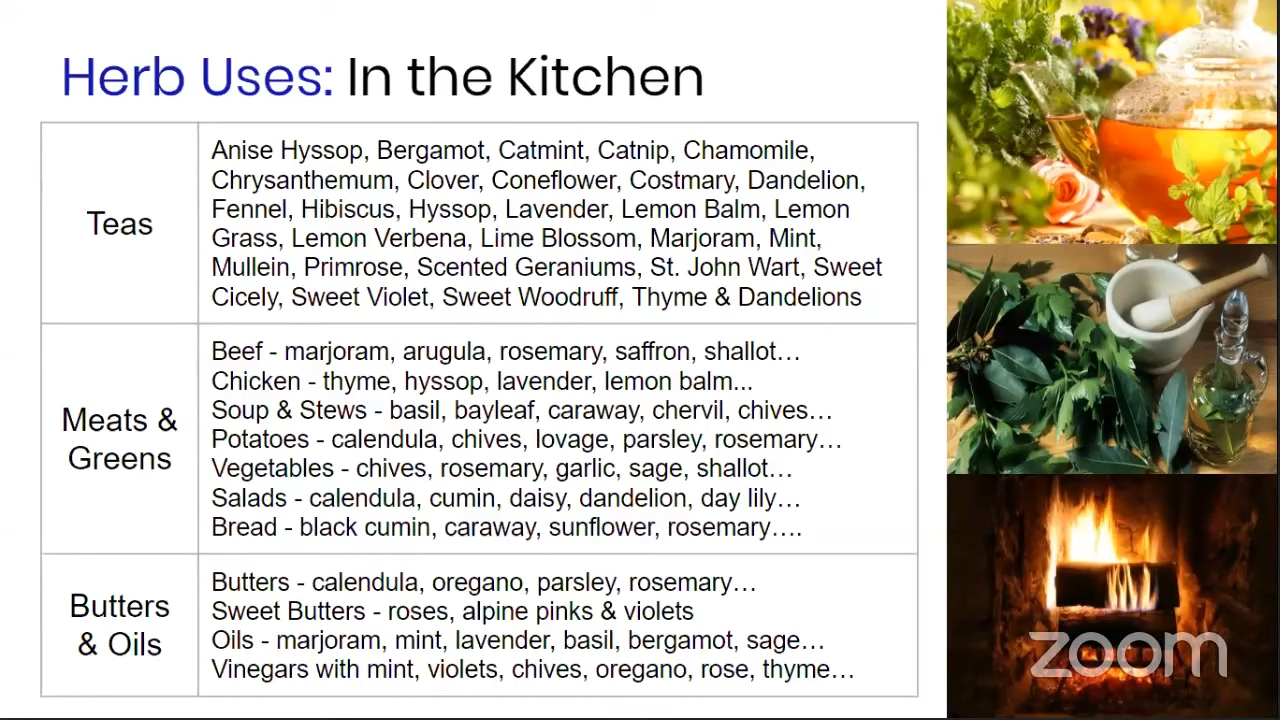 Herb Uses: In the Kitchen
Teas
Anise Hyssop, Bergamot, Catmint, Catnip, Chamomile,
Chrysanthemum, Clover, Coneflower, Costmary, Dandelion,
Fennel, Hibiscus, Hyssop, Lavender, Lemon Balm, Lemon
Grass, Lemon Verbena, Lime Blossom, Marjoram, Mint,
Mullein, Primrose, Scented Geraniums, St. John Wart, Sweet
Cicely, Sweet Violet, Sweet Woodruff, Thyme & Dandelions
Meats &
Greens
Beef - marjoram, arugula, rosemary, saffron, shallot…
Chicken - thyme, hyssop, lavender, lemon balm...
Soup & Stews - basil, bayleaf, caraway, chervil, chives…
Potatoes - calendula, chives, lovage, parsley, rosemary…
Vegetables - chives, rosemary, garlic, sage, shallot…
Salads - calendula, cumin, daisy, dandelion, day lily…
Bread - black cumin, caraway, sunflower, rosemary….
Butters
& Oils
Butters - calendula, oregano, parsley, rosemary…
Sweet Butters - roses, alpine pinks & violets
Oils - marjoram, mint, lavender, basil, bergamot, sage…
Vinegars with mint, violets, chives, oregano, rose, thyme…
zoom